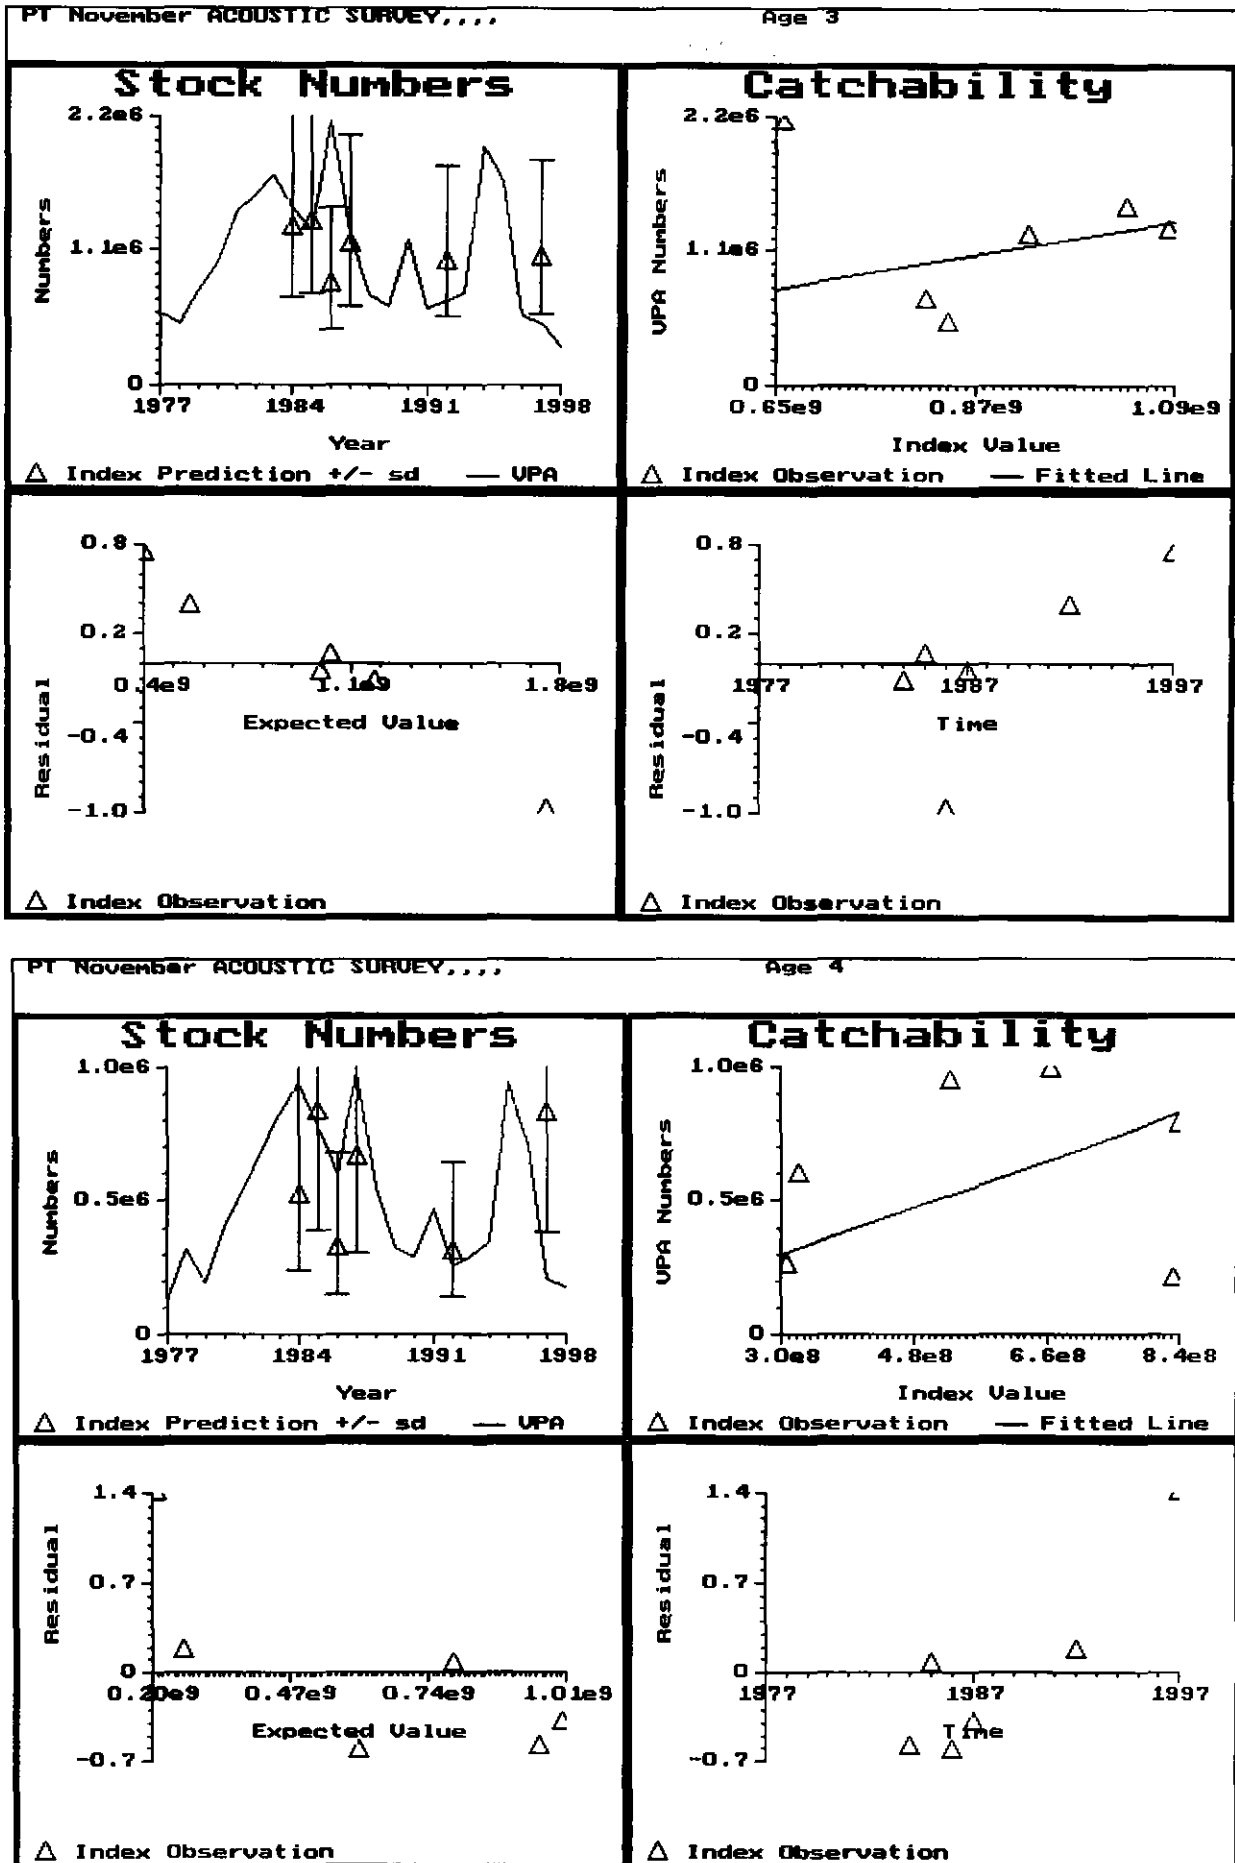 PT November ACOUSTIC SURVEY,,,, Age 3
Stock Numbers
2.2e6
1.1e6
0
Numbers
1977 1984 1991 1998
Year
△ Index Prediction +/- sd — VPA
Catchability
2.2e6
1.1e6
0
VPA Numbers
0.65e9 0.87e9 1.09e9
Index Value
△ Index Observation — Fitted Line
0.8
0.2
-0.4
-1.0
Residual
0.4e9 1.1e9 1.8e9
Expected Value
△ Index Observation
0.8
0.2
-0.4
-1.0
Residual
1977 1987 1997
Time
△ Index Observation
PT November ACOUSTIC SURVEY,,,, Age 4
Stock Numbers
1.0e6
0.5e6
0
Numbers
1977 1984 1991 1998
Year
△ Index Prediction +/- sd — VPA
Catchability
1.0e6
0.5e6
0
VPA Numbers
3.0e8 4.8e8 6.6e8 8.4e8
Index Value
△ Index Observation — Fitted Line
1.4
0.7
0
-0.7
Residual
0.20e9 0.47e9 0.74e9 1.01e9
Expected Value
△ Index Observation
1.4
0.7
0
-0.7
Residual
1977 1987 1997
Time
△ Index Observation